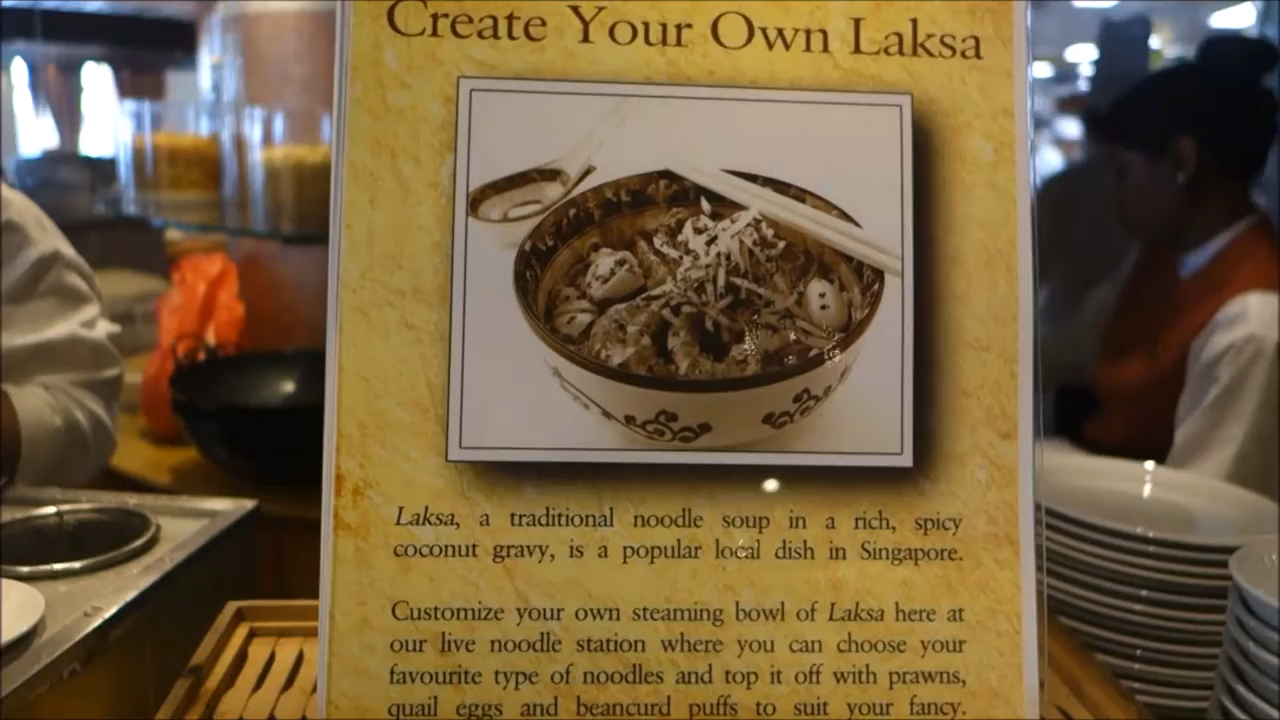 Create Your Own Laksa
Laksa, a traditional noodle soup in a rich, spicy
coconut gravy, is a popular local dish in Singapore.
Customize your own steaming bowl of Laksa here at
our live noodle station where you can choose your
favourite type of noodles and top it off with prawns,
quail eggs and beancurd puffs to suit your fancy.